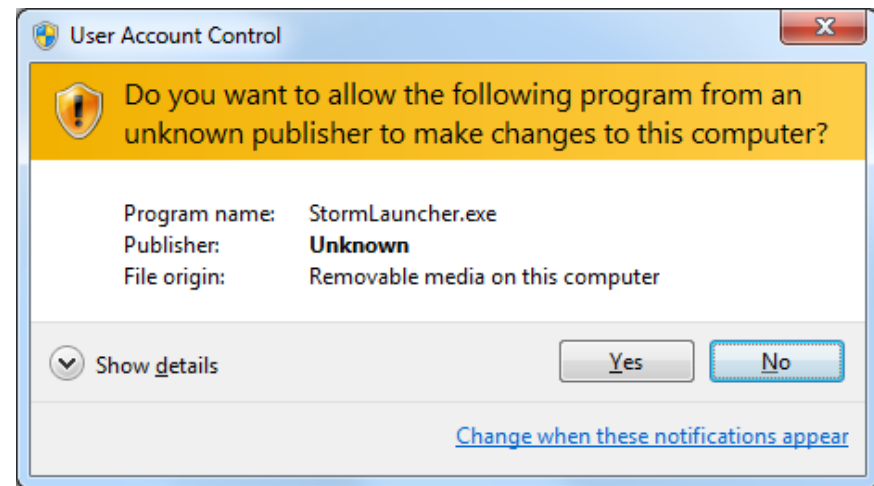 User Account Control
Do you want to allow the following program from an
unknown publisher to make changes to this computer?
Program name: StormLauncher.exe
Publisher: Unknown
File origin: Removable media on this computer
Show details
Yes
No
Change when these notifications appear